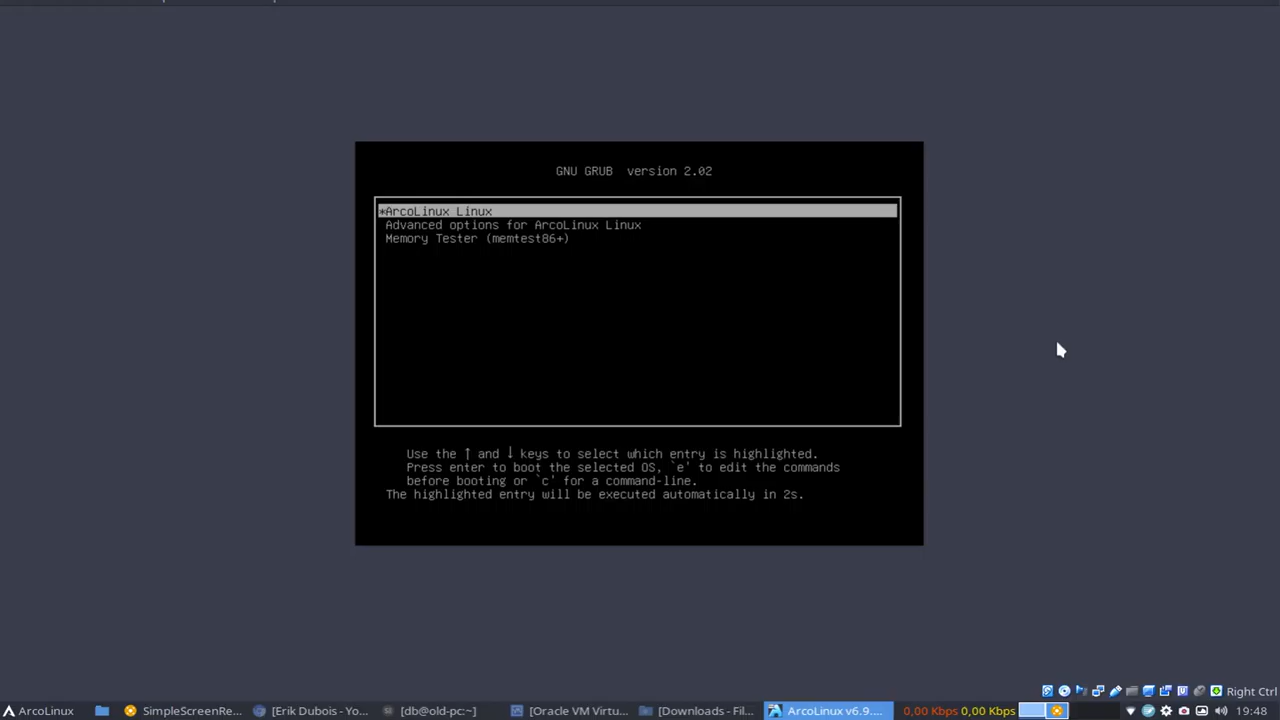 GNU GRUB version 2.02
*ArcoLinux Linux
Advanced options for ArcoLinux Linux
Memory Tester (memtest86+)
Use the ↑ and ↓ keys to select which entry is highlighted.
Press enter to boot the selected OS, `e' to edit the commands
before booting or `c' for a command-line.
The highlighted entry will be executed automatically in 2s.
Right Ctrl
ArcoLinux SimpleScreenRe... [Erik Dubois - Yo... [db@old-pc:~] [Oracle VM Virtu... [Downloads - Fil... ArcoLinux v6.9.... 0,00 Kbps 0,00 Kbps 19:48